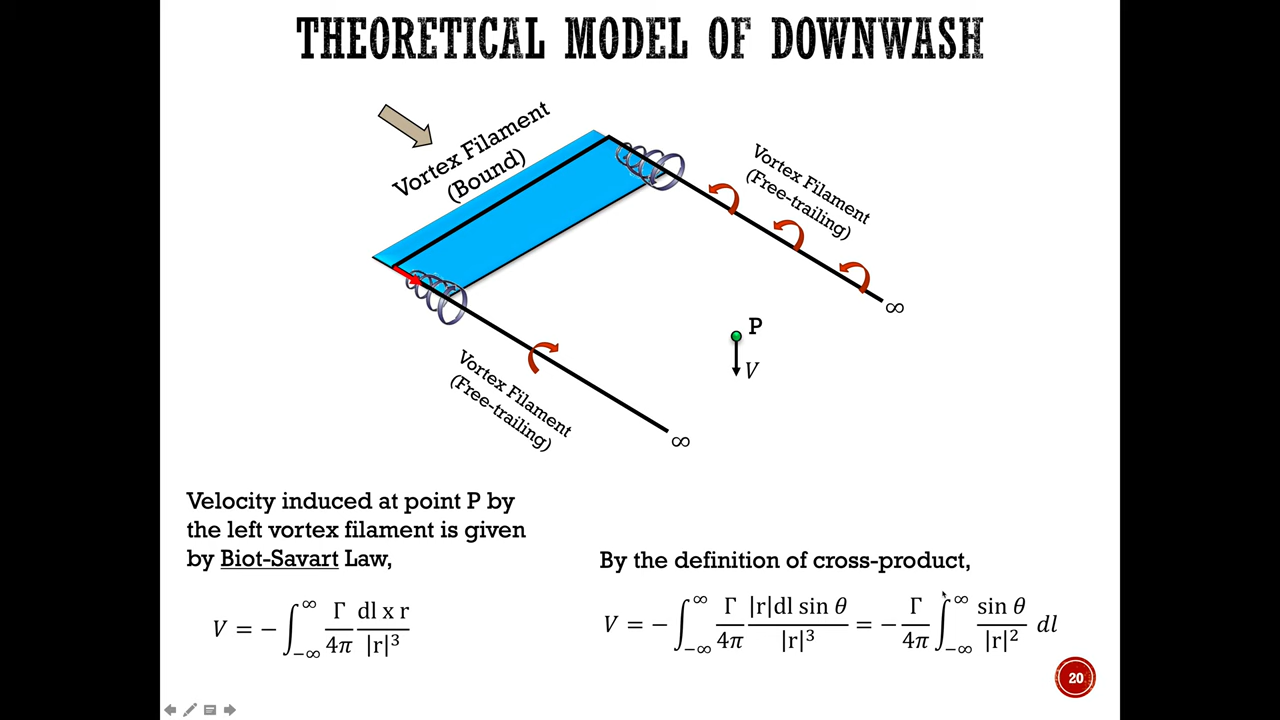 THEORETICAL MODEL OF DOWNWASH
Vortex Filament
(Bound)
Vortex Filament
(Free-trailing)
∞
P
V
Vortex Filament
(Free-trailing)
∞
Velocity induced at point P by
the left vortex filament is given
by Biot-Savart Law,
V = −∫_{−∞}^{∞} Γ/4π dl x r/|r|³
By the definition of cross-product,
V = −∫_{−∞}^{∞} Γ/4π |r|dl sin θ/|r|³ = −Γ/4π ∫_{−∞}^{∞} sin θ/|r|² dl
20